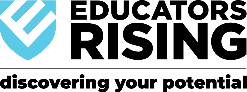 EDUCATORS
RISING
discovering your potential